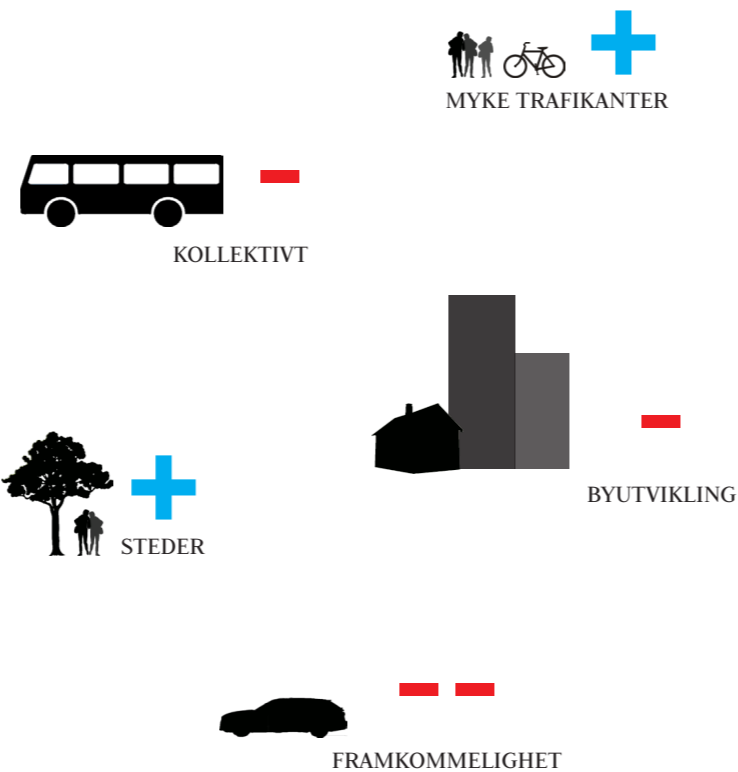 MYKE TRAFIKANTER
KOLLEKTIVT
BYUTVIKLING
STEDER
FRAMKOMMELIGHET